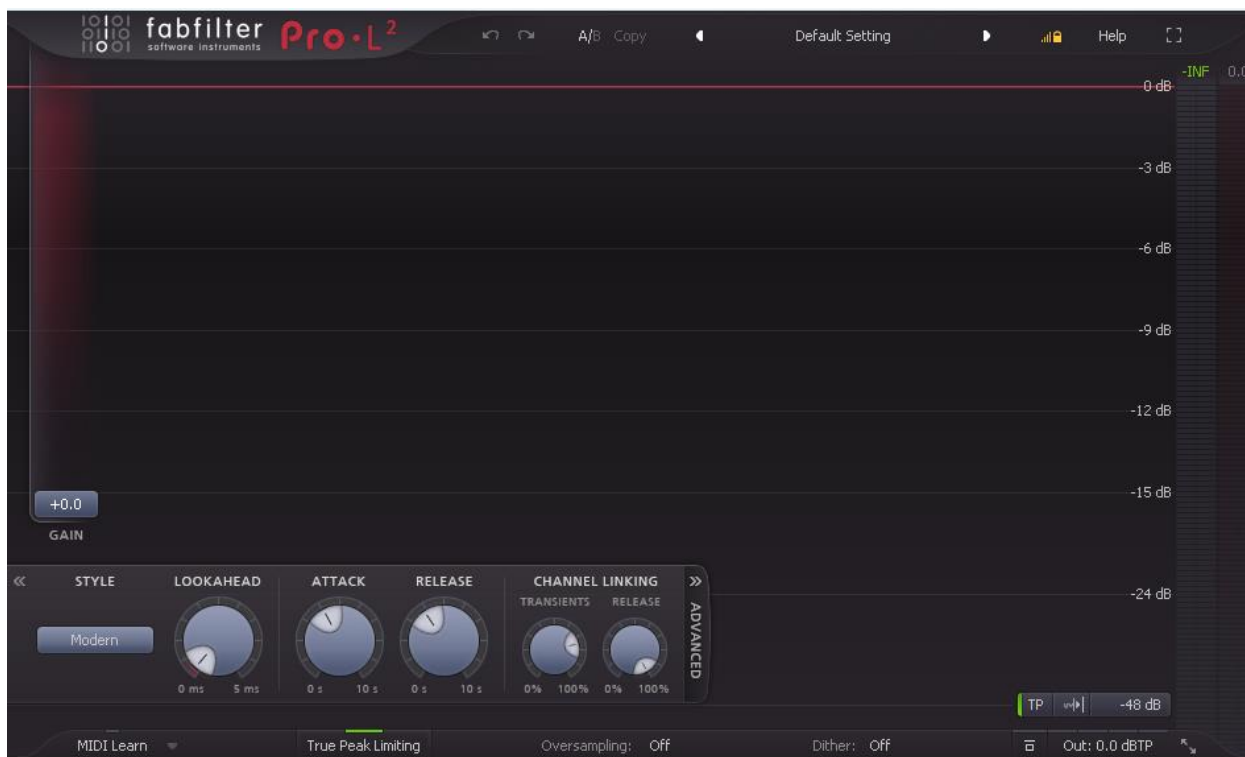 fabfilter
software instruments
Pro·L²
A/B Copy
Default Setting
Help
-INF 0.0
0 dB
-3 dB
-6 dB
-9 dB
-12 dB
-15 dB
-24 dB
+0.0
GAIN
STYLE
Modern
LOOKAHEAD
0 ms 5 ms
ATTACK
0 s 10 s
RELEASE
0 s 10 s
CHANNEL LINKING
TRANSIENTS RELEASE
0% 100% 0% 100%
ADVANCED
TP -48 dB
MIDI Learn
True Peak Limiting
Oversampling: Off
Dither: Off
Out: 0.0 dBTP